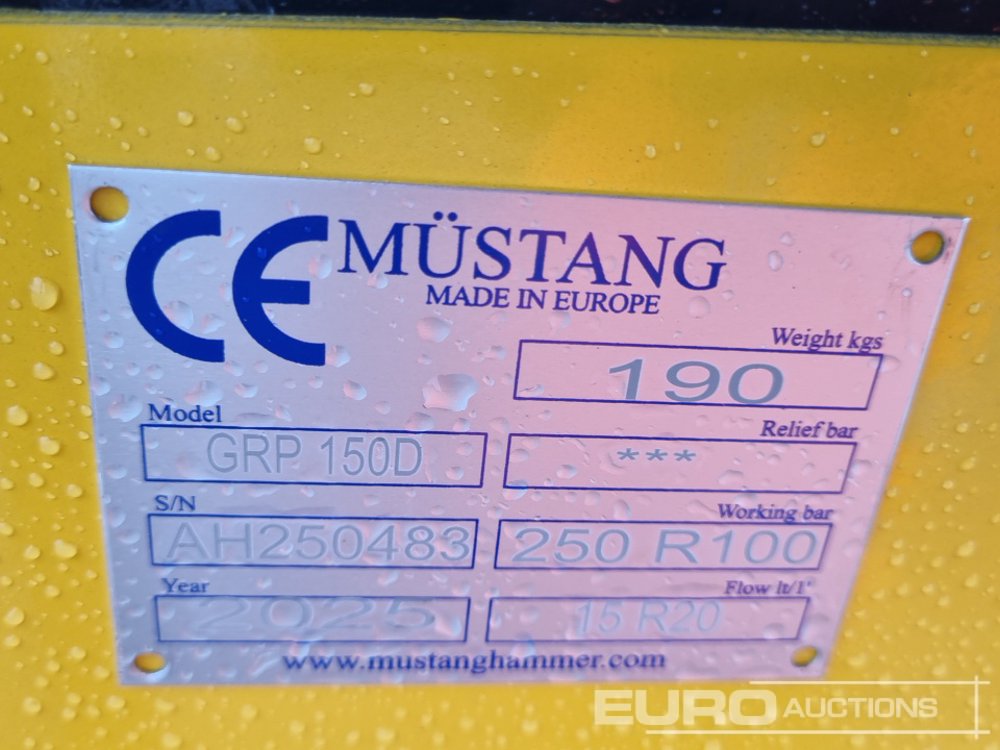 CE MÜSTANG
MADE IN EUROPE
Weight kgs
190
Model
GRP 150D
Relief bar
***
S/N
AH250483
Working bar
250 R100
Year
2025
Flow lt/1'
15 R20
www.mustanghammer.com
EURO AUCTIONS